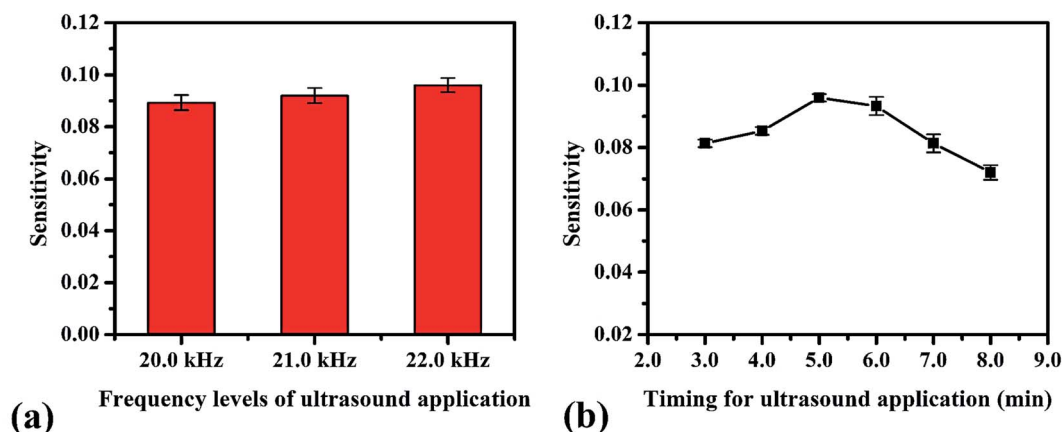 0.12
0.10
0.08
0.06
0.04
0.02
0.00
Sensitivity
20.0 kHz 21.0 kHz 22.0 kHz
Frequency levels of ultrasound application
(a)
0.12
0.10
0.08
0.06
0.04
0.02
Sensitivity
2.0 3.0 4.0 5.0 6.0 7.0 8.0 9.0
Timing for ultrasound application (min)
(b)